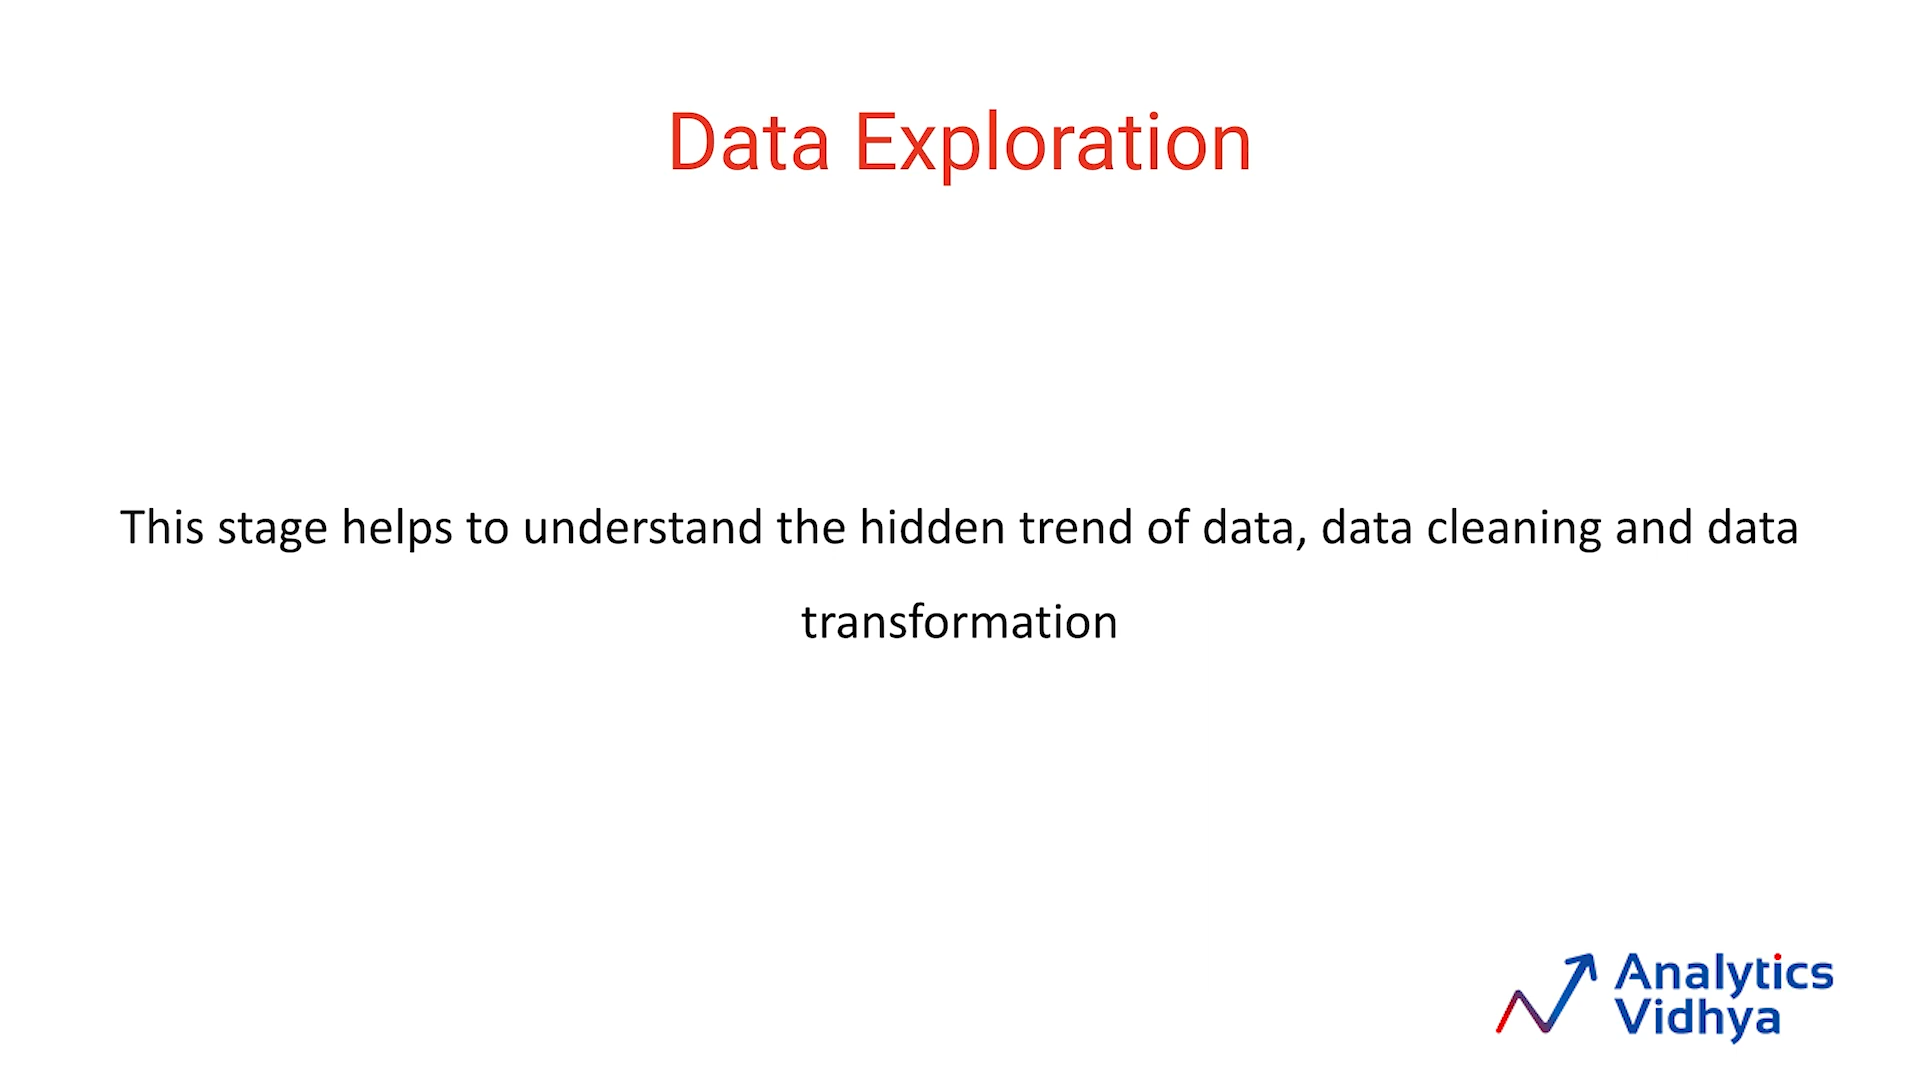 Data Exploration
This stage helps to understand the hidden trend of data, data cleaning and data
transformation
Analytics
Vidhya